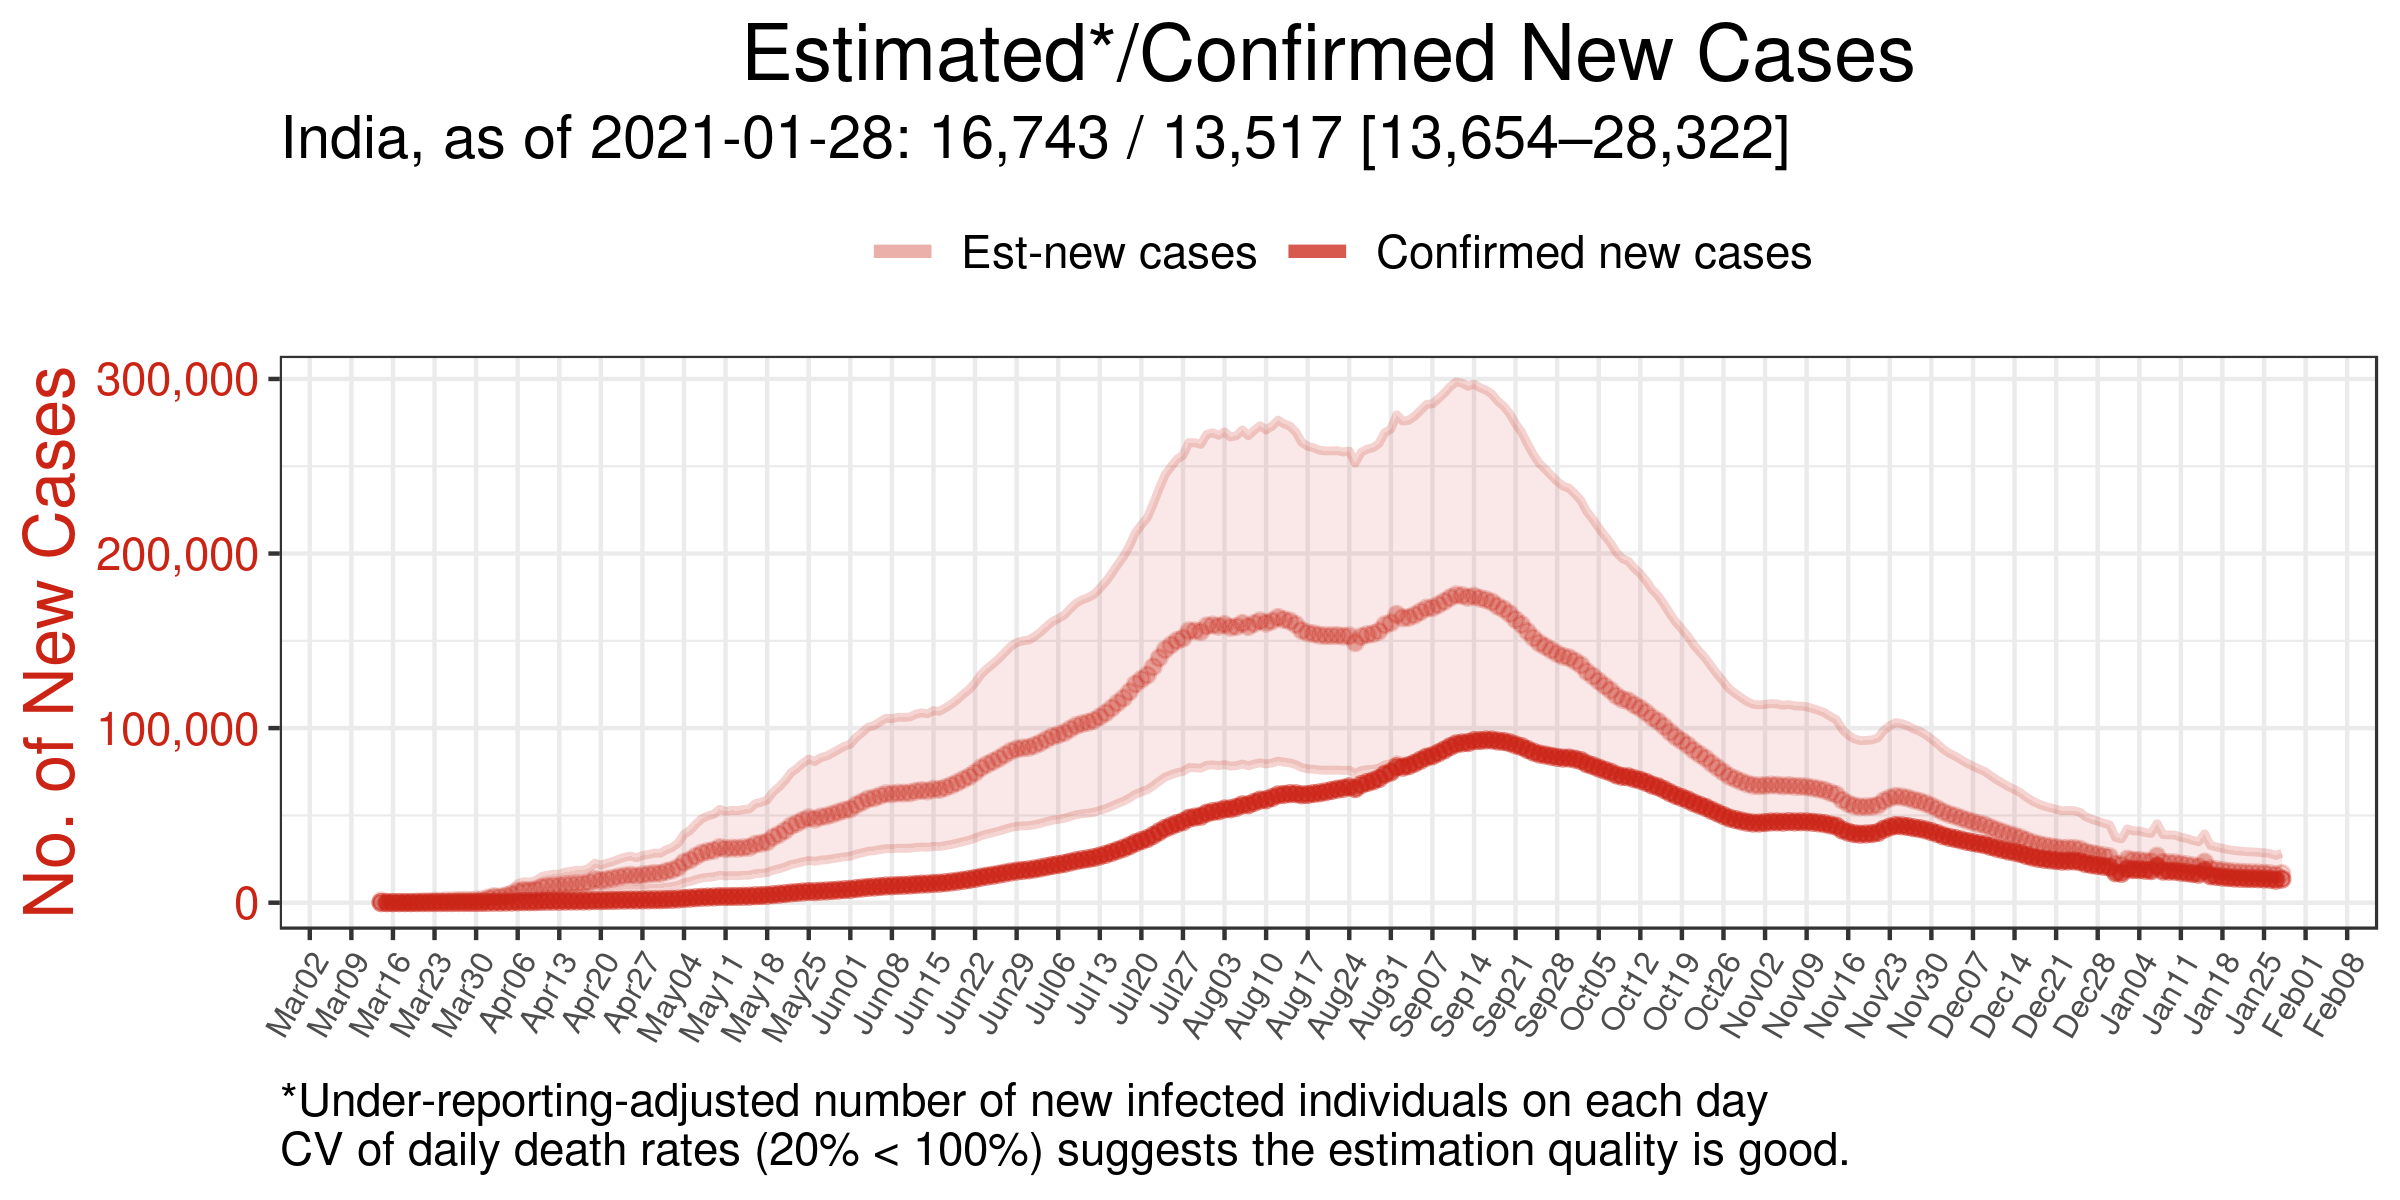 Estimated*/Confirmed New Cases
India, as of 2021-01-28: 16,743 / 13,517 [13,654–28,322]
Est-new cases
Confirmed new cases
No. of New Cases
300,000
200,000
100,000
0
Mar02
Mar09
Mar16
Mar23
Mar30
Apr06
Apr13
Apr20
Apr27
May04
May11
May18
May25
Jun01
Jun08
Jun15
Jun22
Jun29
Jul06
Jul13
Jul20
Jul27
Aug03
Aug10
Aug17
Aug24
Aug31
Sep07
Sep14
Sep21
Sep28
Oct05
Oct12
Oct19
Oct26
Nov02
Nov09
Nov16
Nov23
Nov30
Dec07
Dec14
Dec21
Dec28
Jan04
Jan11
Jan18
Jan25
Feb01
Feb08
*Under-reporting-adjusted number of new infected individuals on each day
CV of daily death rates (20% < 100%) suggests the estimation quality is good.